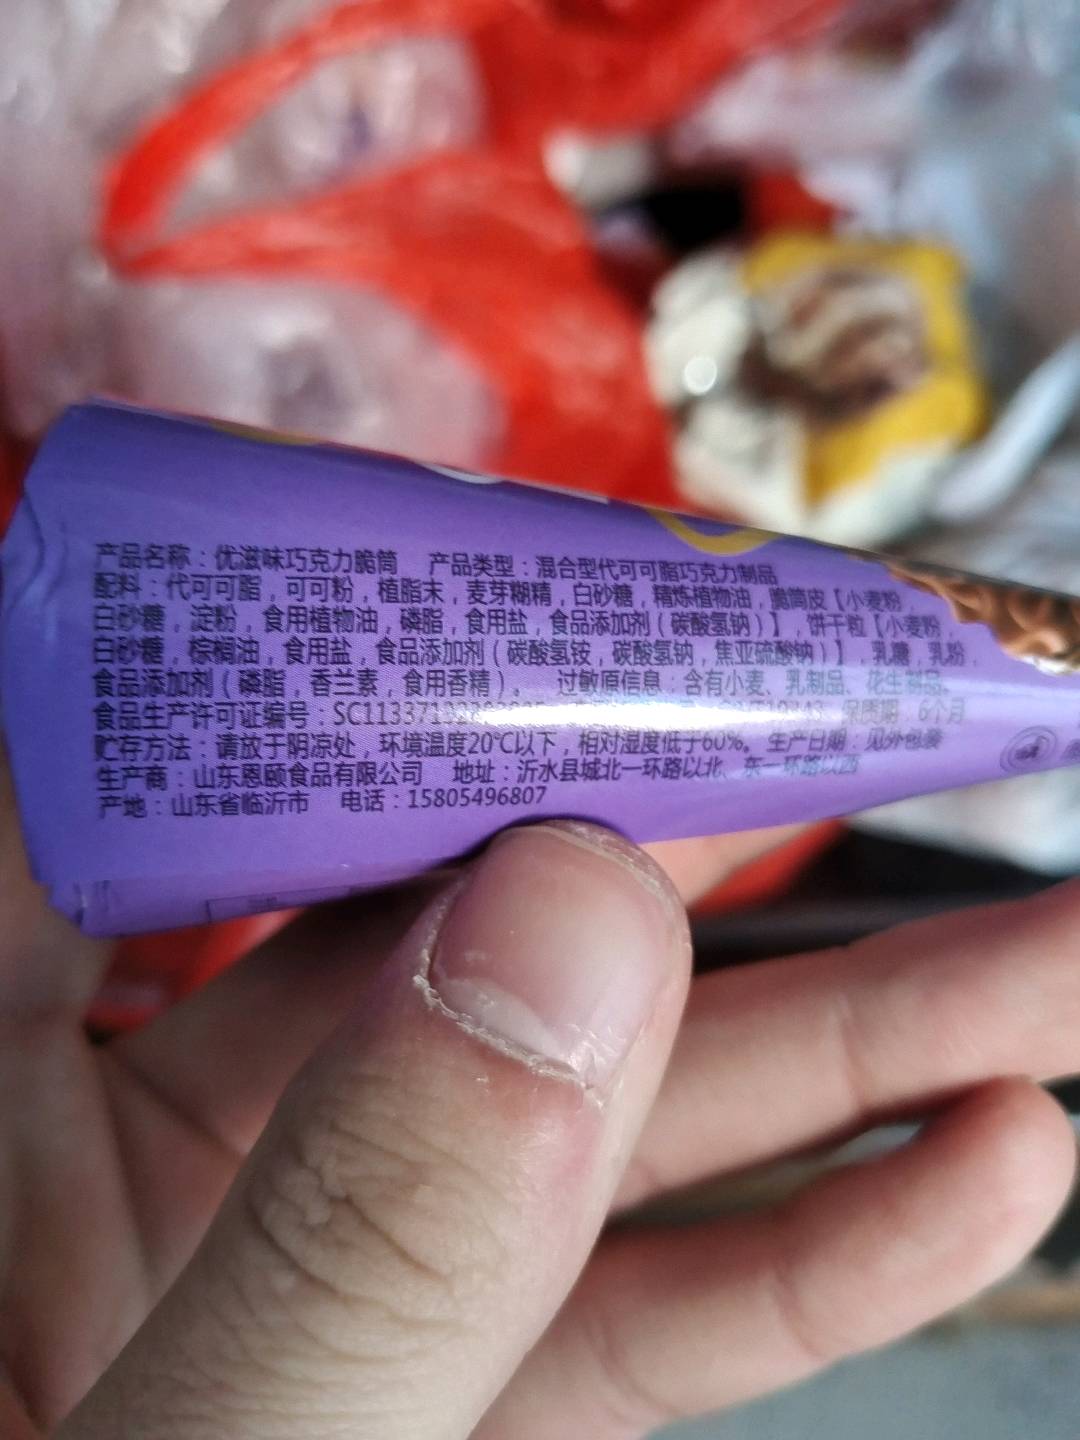 产品名称：优滋味巧克力脆筒 产品类型：混合型代可可脂巧克力制品
配料：代可可脂，可可粉，植脂末，麦芽糊精，白砂糖，精炼植物油，脆筒皮【小麦粉，
白砂糖，淀粉，食用植物油，磷脂，食用盐，食品添加剂（碳酸氢钠）】，饼干粒【小麦粉，
白砂糖，棕榈油，食用盐，食品添加剂（碳酸氢铵，碳酸氢钠，焦亚硫酸钠）】，乳糖，乳粉，
食品添加剂（磷脂，香兰素，食用香精）。 过敏原信息：含有小麦、乳制品、花生制品。
食品生产许可证编号： 保质期：6个月
贮存方法：请放于阴凉处，环境温度20℃以下，相对湿度低于60%。生产日期：见外包装
生产商：山东恩颐食品有限公司 地址：沂水县城北一环路以北，东一环路以西
产地：山东省临沂市 电话：15805496807